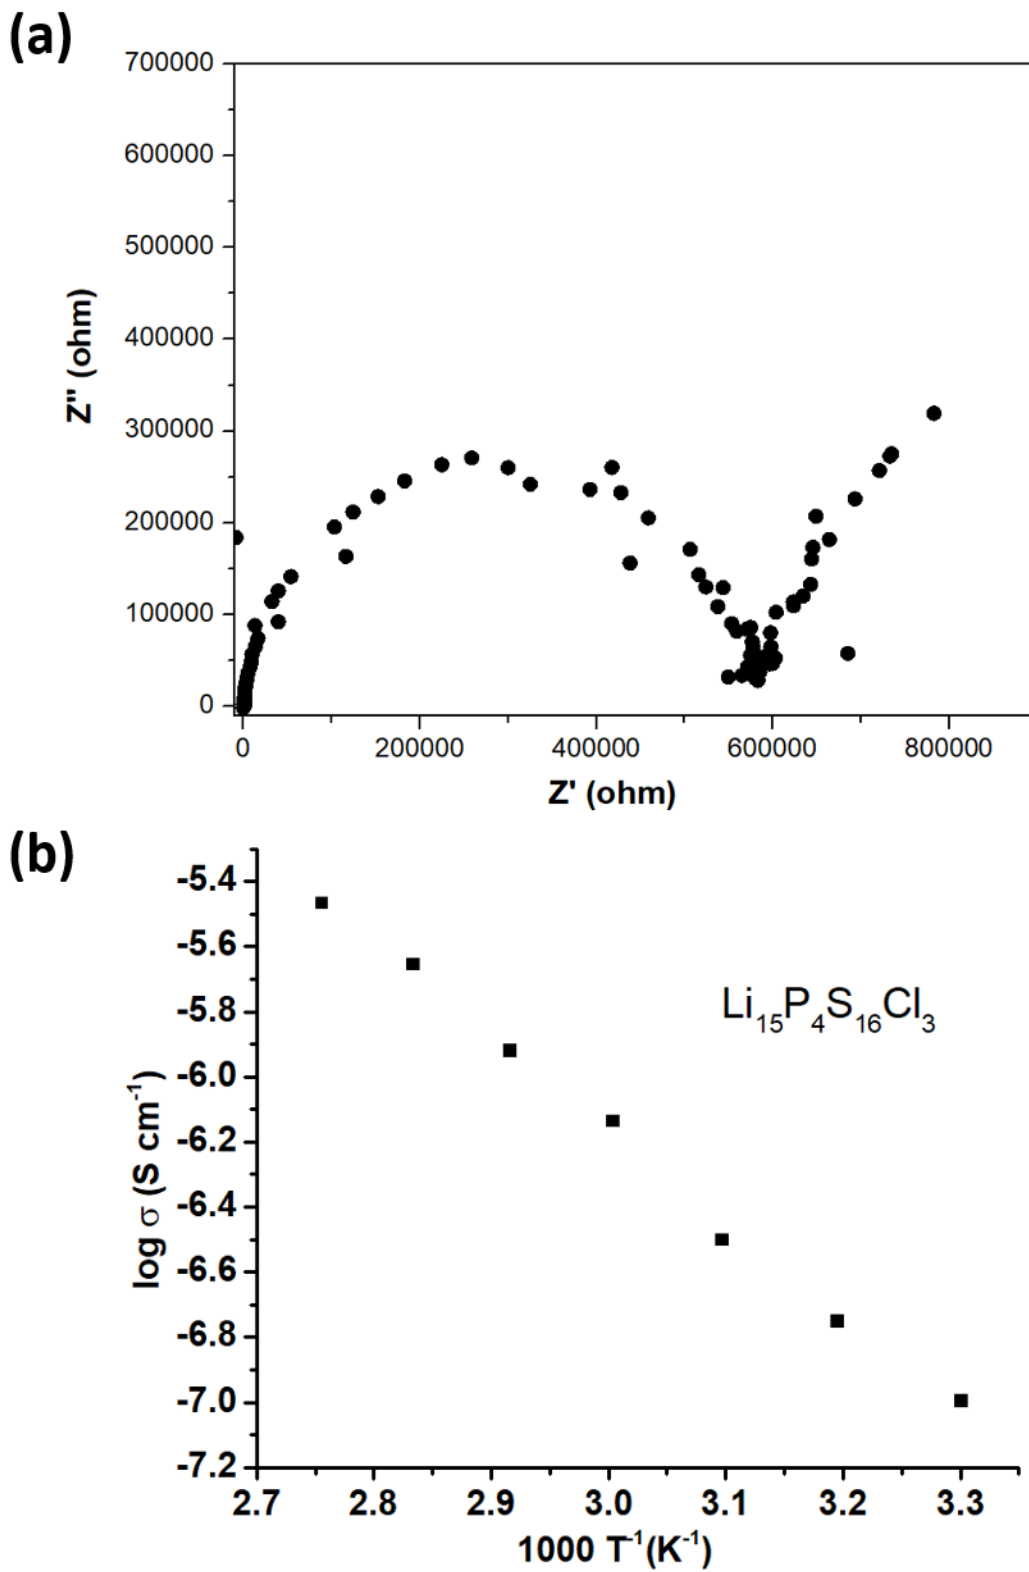 (a)
700000
600000
500000
400000
300000
200000
100000
0
Z'' (ohm)
0 200000 400000 600000 800000
Z' (ohm)
(b)
-5.4
-5.6
-5.8
-6.0
-6.2
-6.4
-6.6
-6.8
-7.0
-7.2
log σ (S cm⁻¹)
Li₁₅P₄S₁₆Cl₃
2.7 2.8 2.9 3.0 3.1 3.2 3.3
1000 T⁻¹(K⁻¹)